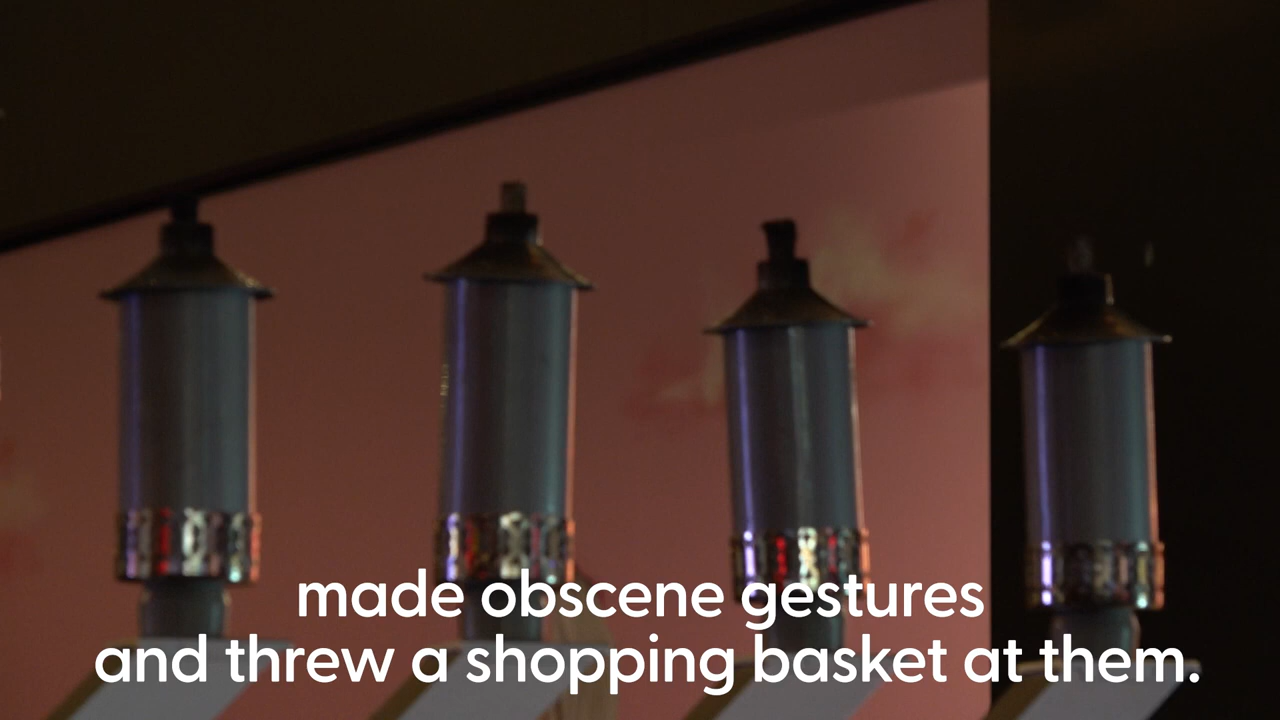 made obscene gestures
and threw a shopping basket at them.